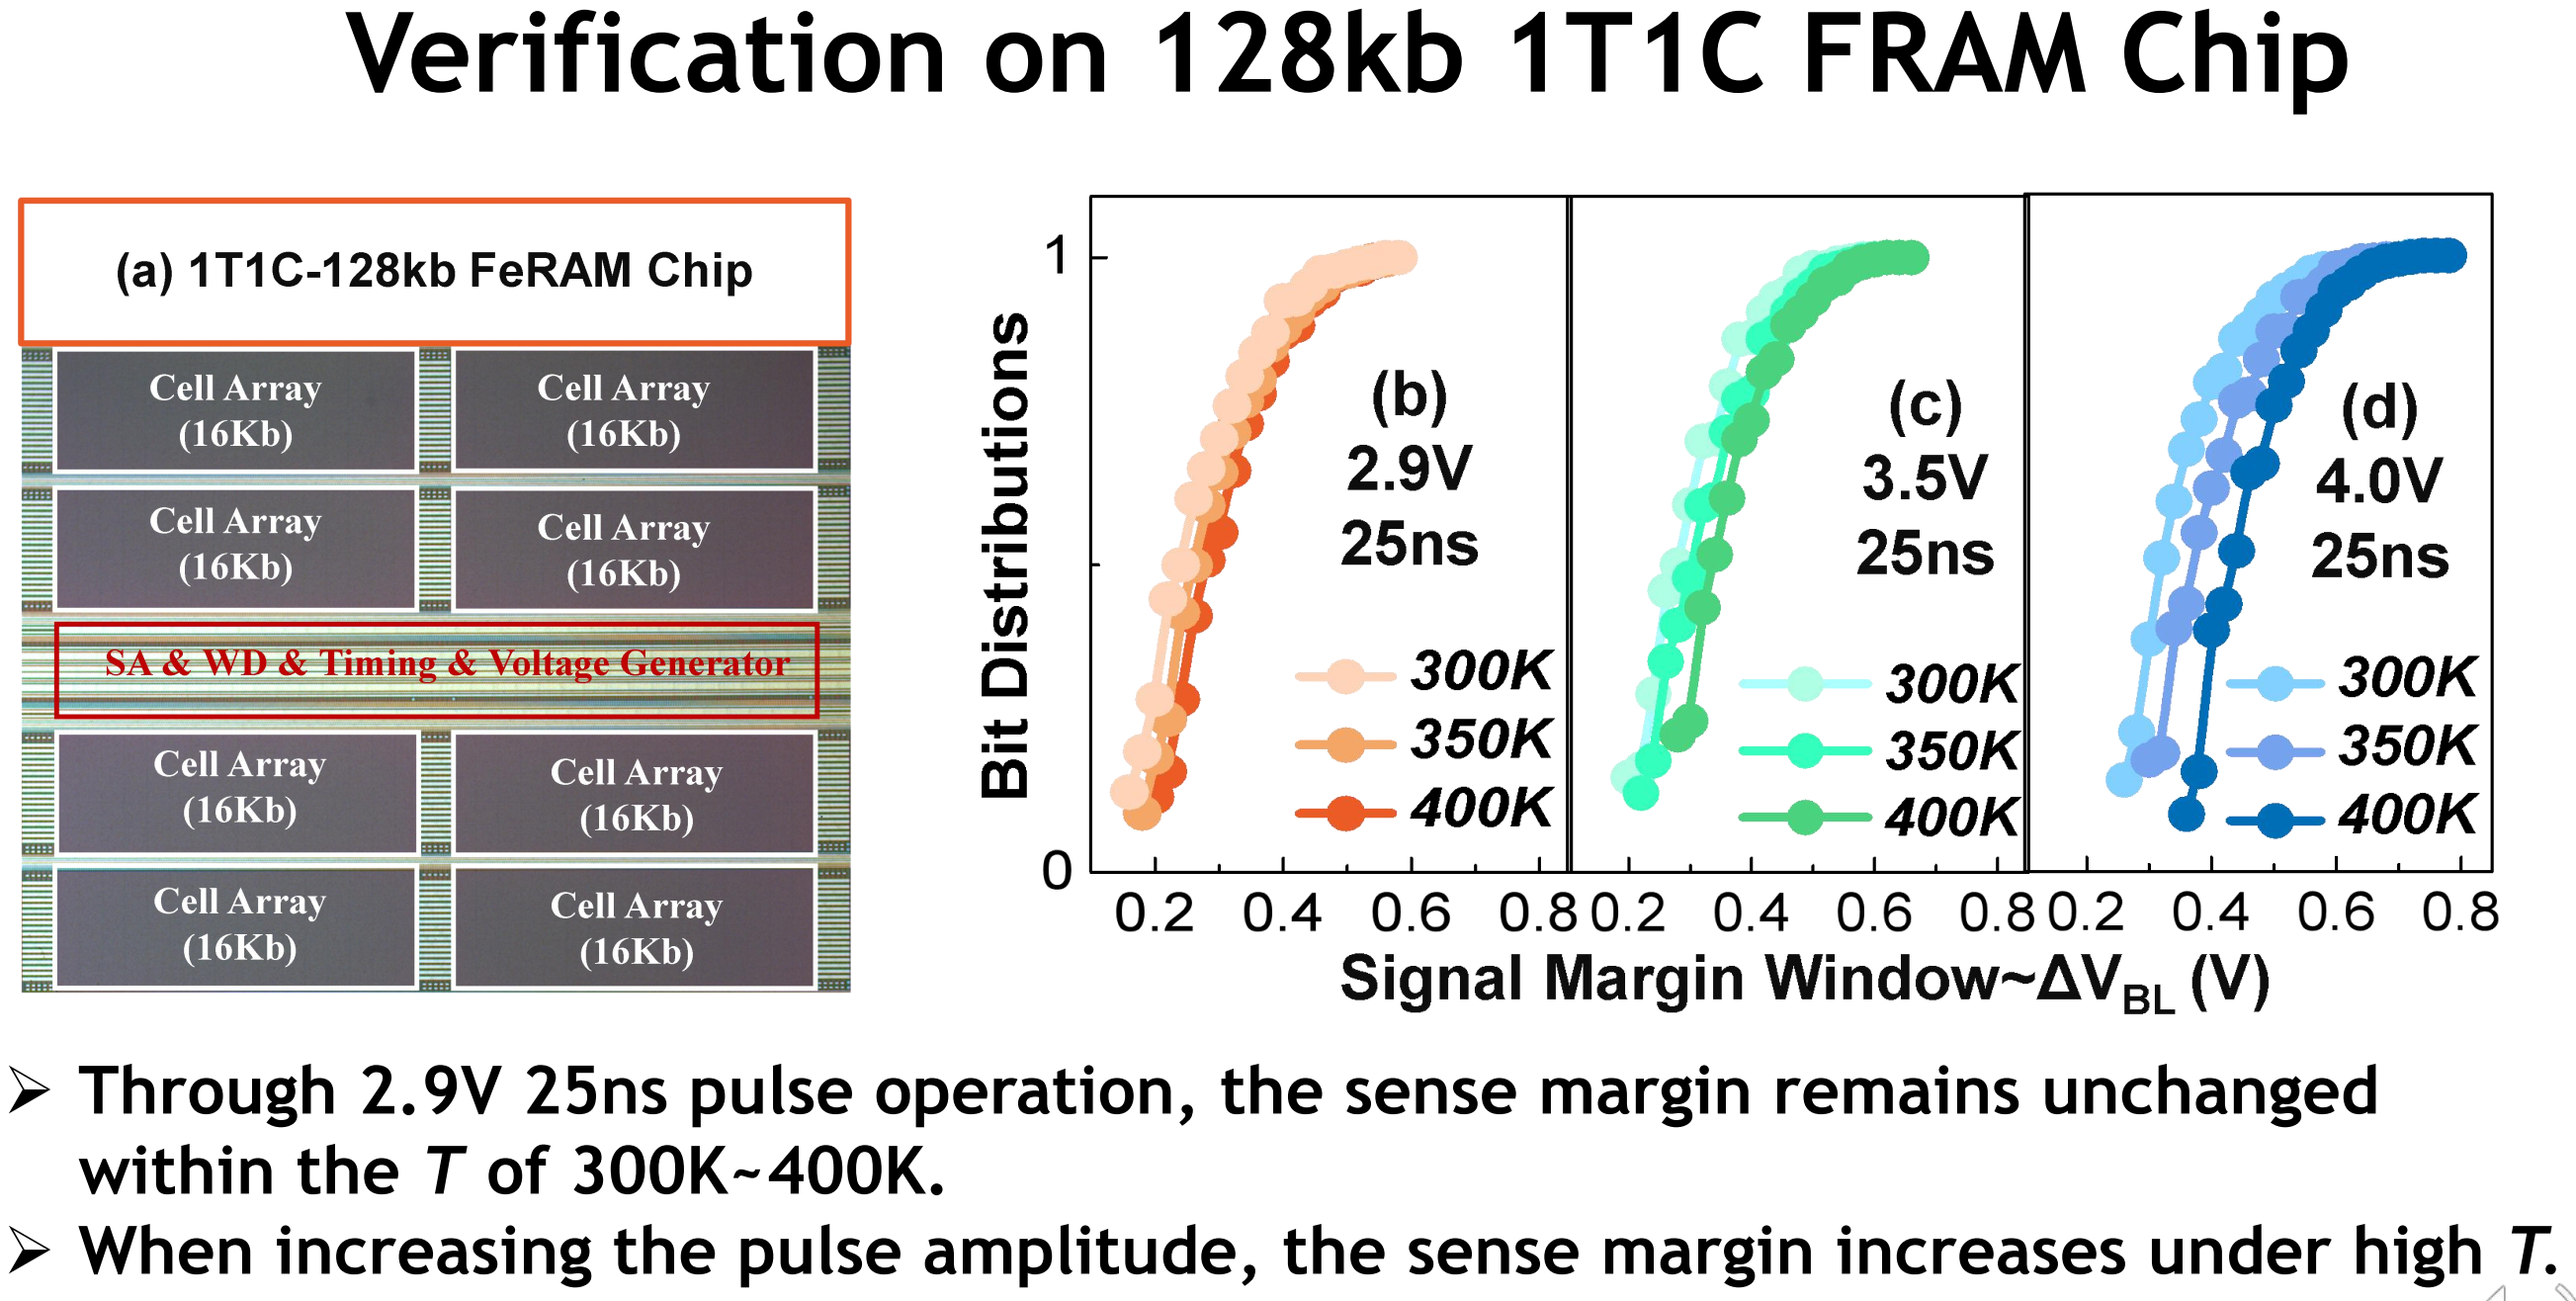 Verification on 128kb 1T1C FRAM Chip
(a) 1T1C-128kb FeRAM Chip
Cell Array
(16Kb)
Cell Array
(16Kb)
Cell Array
(16Kb)
Cell Array
(16Kb)
SA & WD & Timing & Voltage Generator
Cell Array
(16Kb)
Cell Array
(16Kb)
Cell Array
(16Kb)
Cell Array
(16Kb)
Bit Distributions
1
0
(b)
2.9V
25ns
300K
350K
400K
0.2 0.4 0.6 0.8
(c)
3.5V
25ns
300K
350K
400K
0.2 0.4 0.6 0.8
(d)
4.0V
25ns
300K
350K
400K
0.2 0.4 0.6 0.8
Signal Margin Window~ΔV_BL (V)
➢ Through 2.9V 25ns pulse operation, the sense margin remains unchanged
within the T of 300K~400K.
➢ When increasing the pulse amplitude, the sense margin increases under high T.